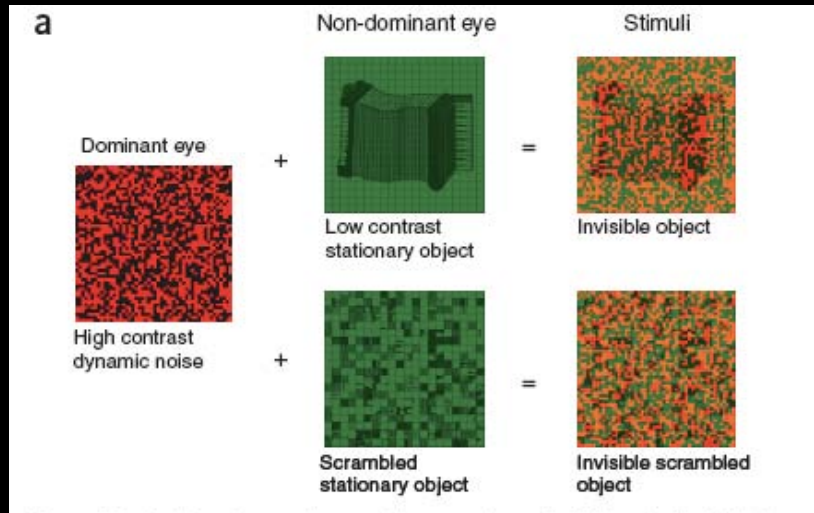 a
Non-dominant eye
Stimuli
Dominant eye
+
=
Low contrast
stationary object
Invisible object
High contrast
dynamic noise
+
=
Scrambled
stationary object
Invisible scrambled
object